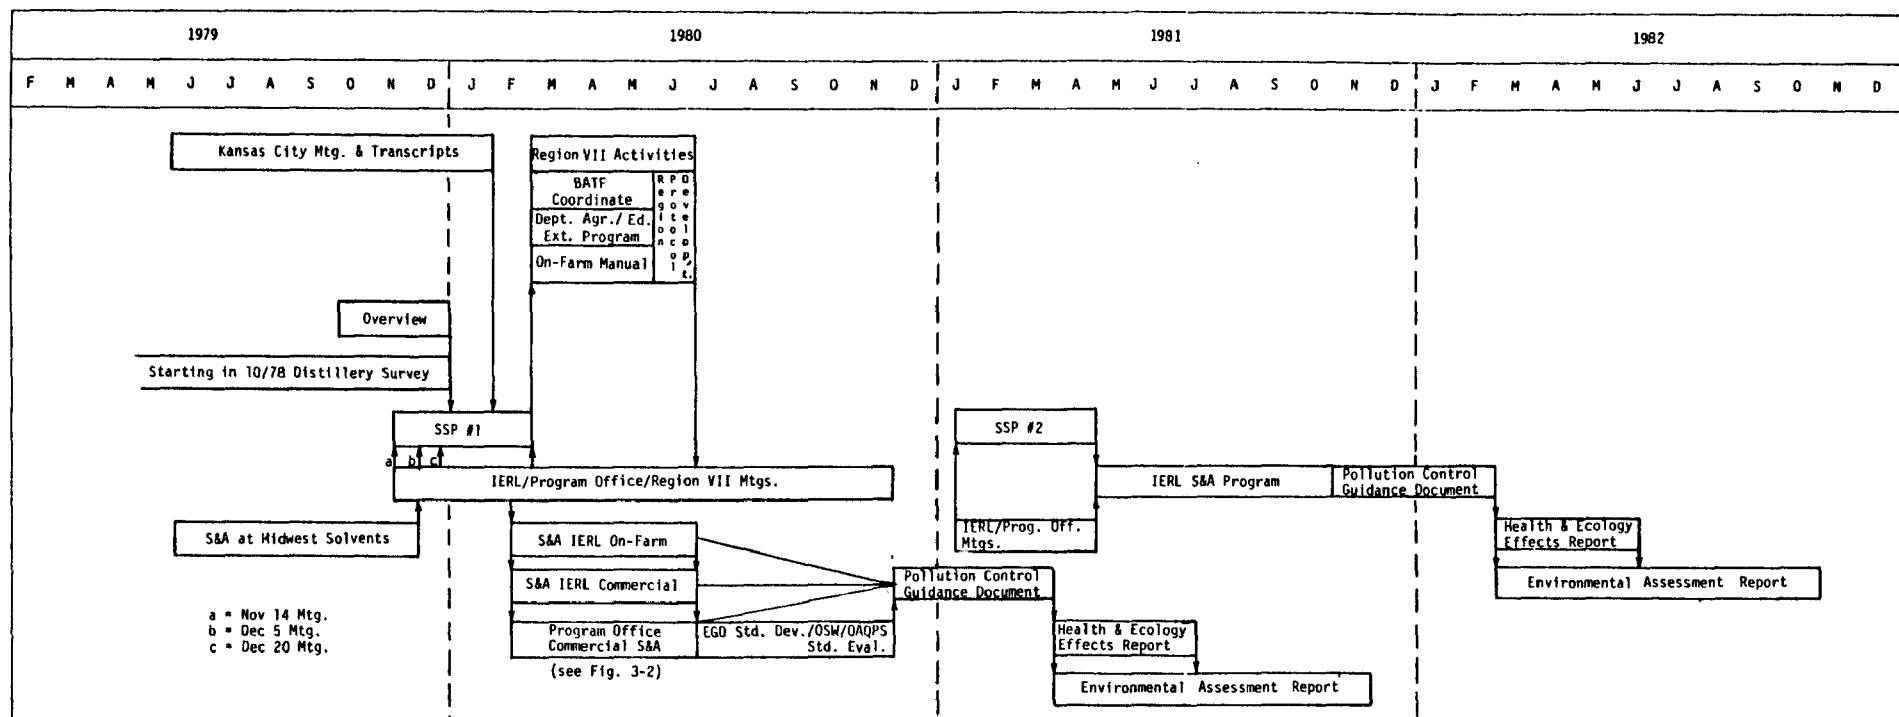 1979 1980 1981 1982
F M A M J J A S O N D J F M A M J J A S O N D J F M A M J J A S O N D J F M A M J J A S O N D
Kansas City Mtg. & Transcripts
Region VII Activities
BATF
Coordinate
Dept. Agr./ Ed.
Ext. Program
On-Farm Manual
Region
Protocol
Develop't.
Overview
Starting in 10/78 Distillery Survey
SSP #1
a b c
IERL/Program Office/Region VII Mtgs.
S&A at Midwest Solvents
S&A IERL On-Farm
S&A IERL Commercial
Program Office
Commercial S&A
(see Fig. 3-2)
EGD Std. Dev./OSW/OAQPS
Std. Eval.
Pollution Control
Guidance Document
Health & Ecology
Effects Report
Environmental Assessment Report
SSP #2
IERL/Prog. Off.
Mtgs.
IERL S&A Program
Pollution Control
Guidance Document
Health & Ecology
Effects Report
Environmental Assessment Report
a = Nov 14 Mtg.
b = Dec 5 Mtg.
c = Dec 20 Mtg.